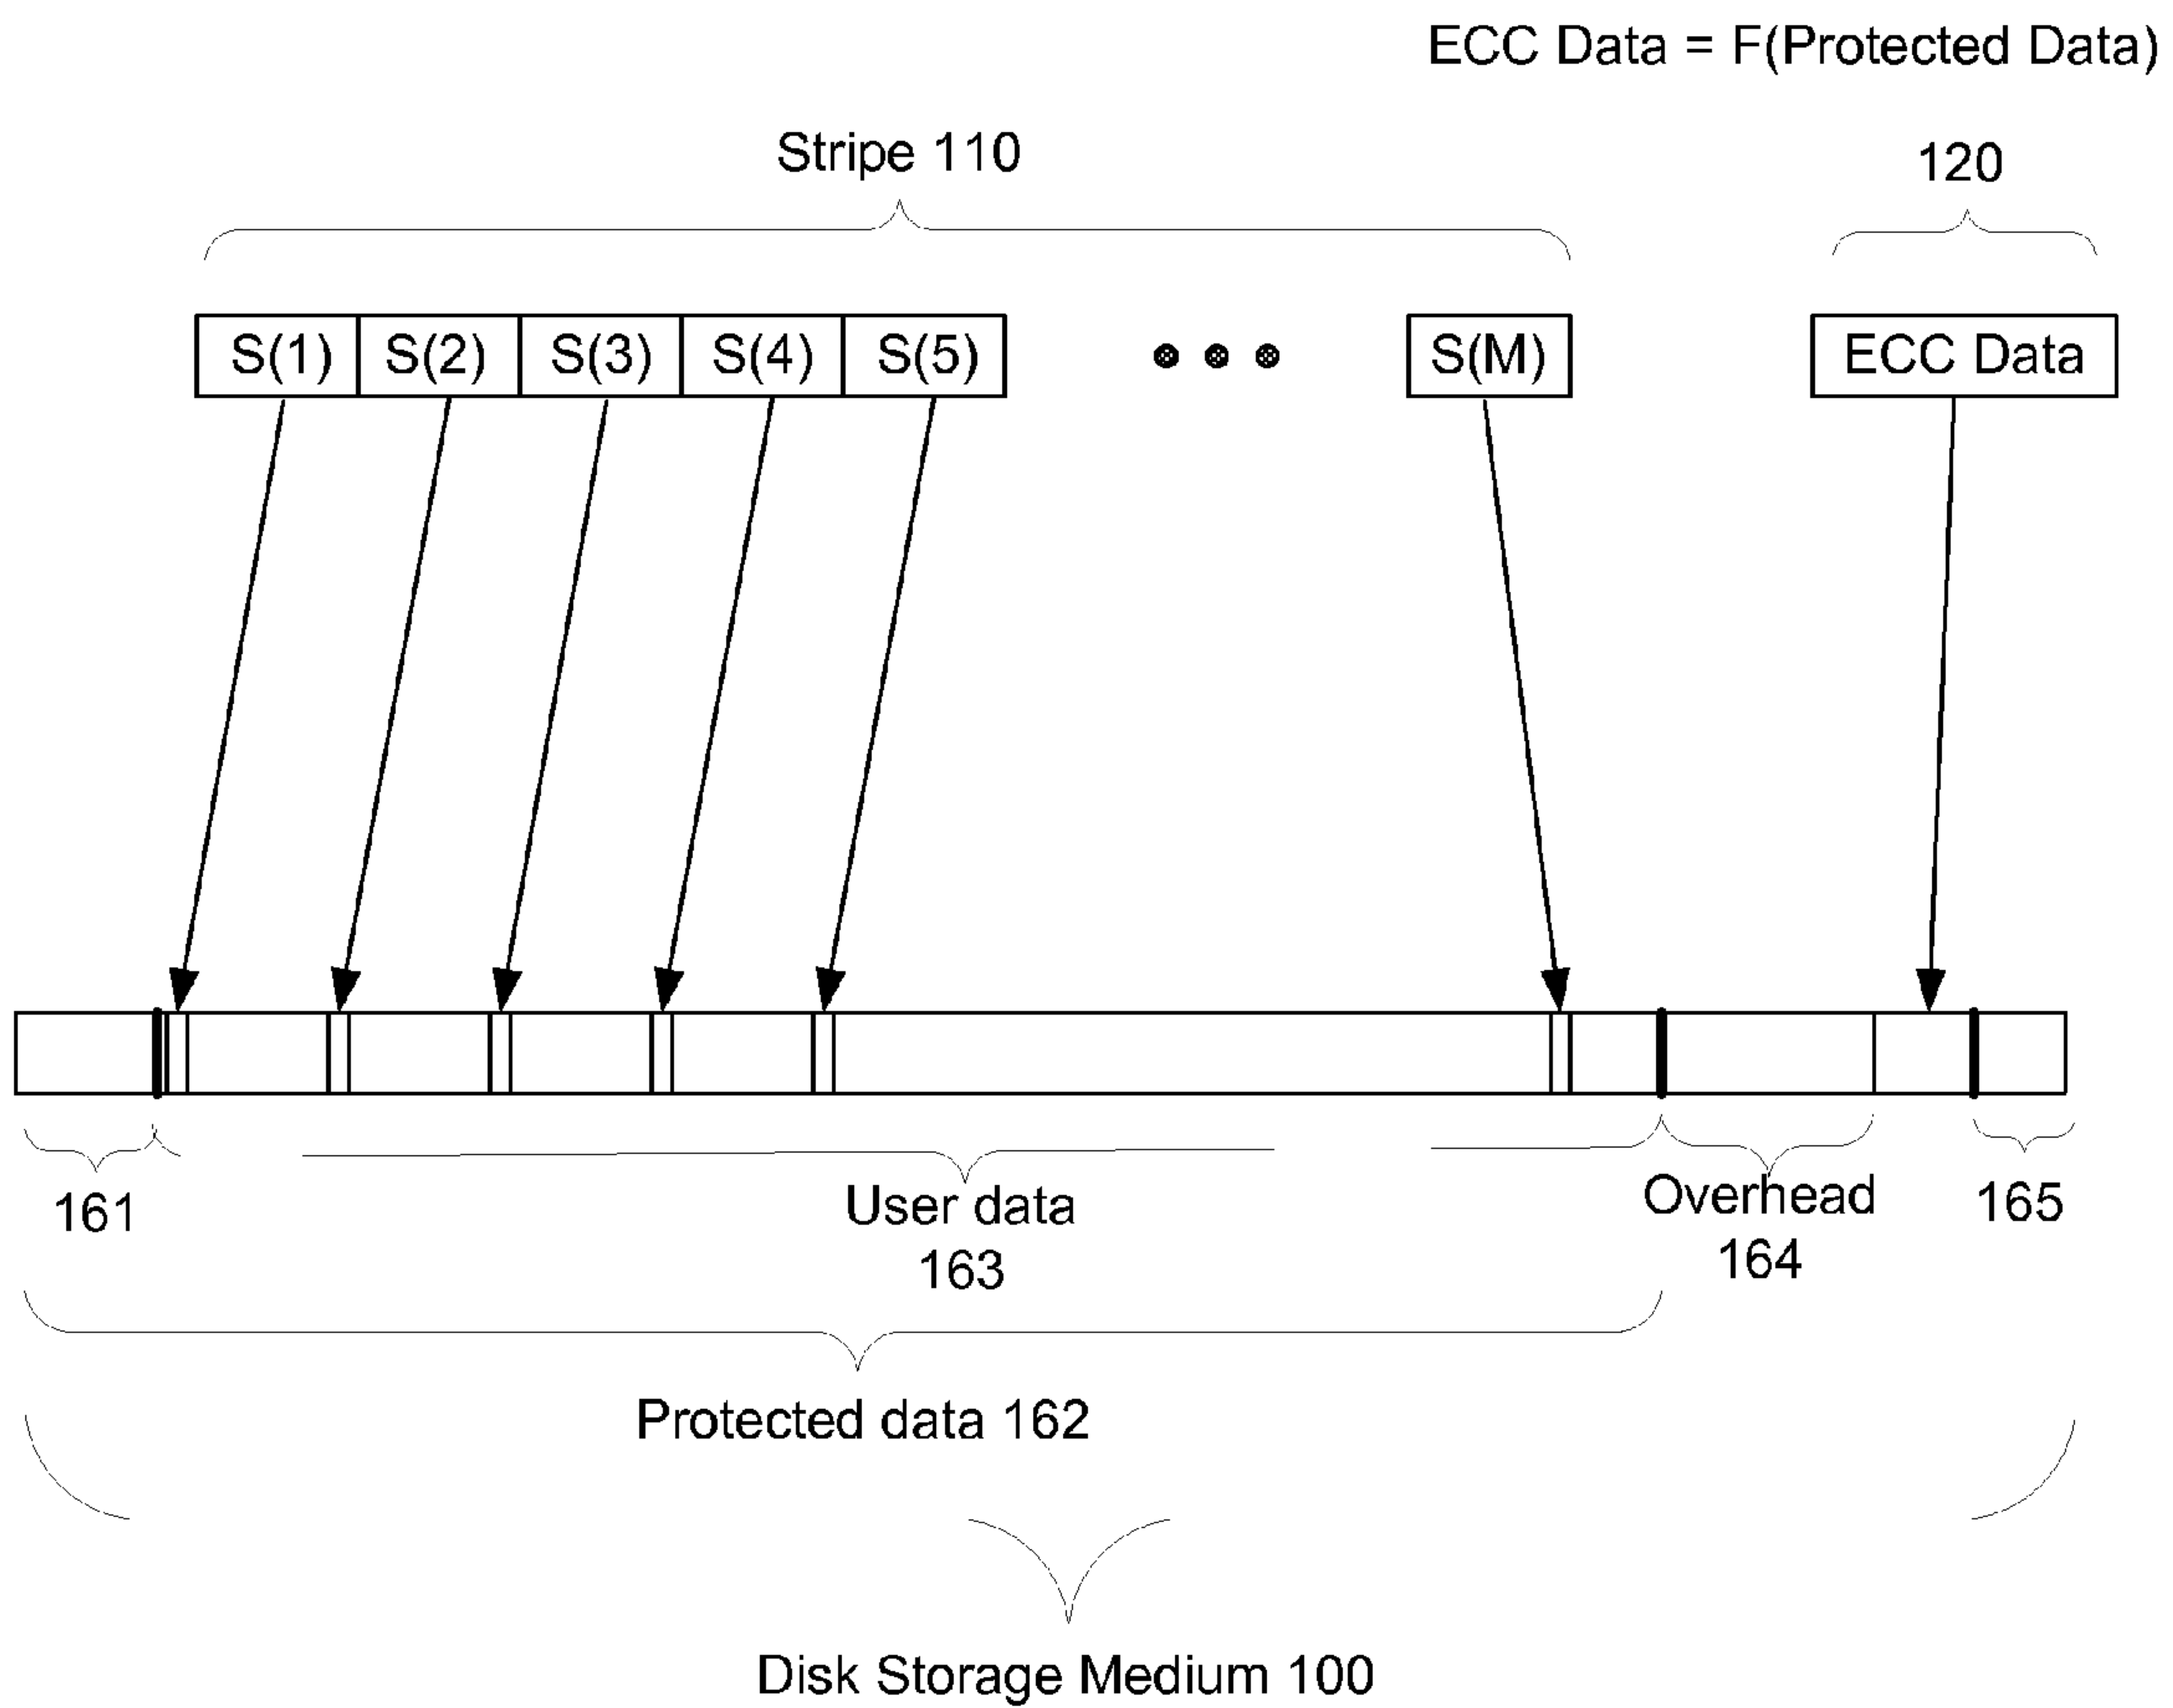 ECC Data = F(Protected Data)
Stripe 110
120
S(1) S(2) S(3) S(4) S(5) S(M) ECC Data
161
User data
163
Overhead
164
165
Protected data 162
Disk Storage Medium 100